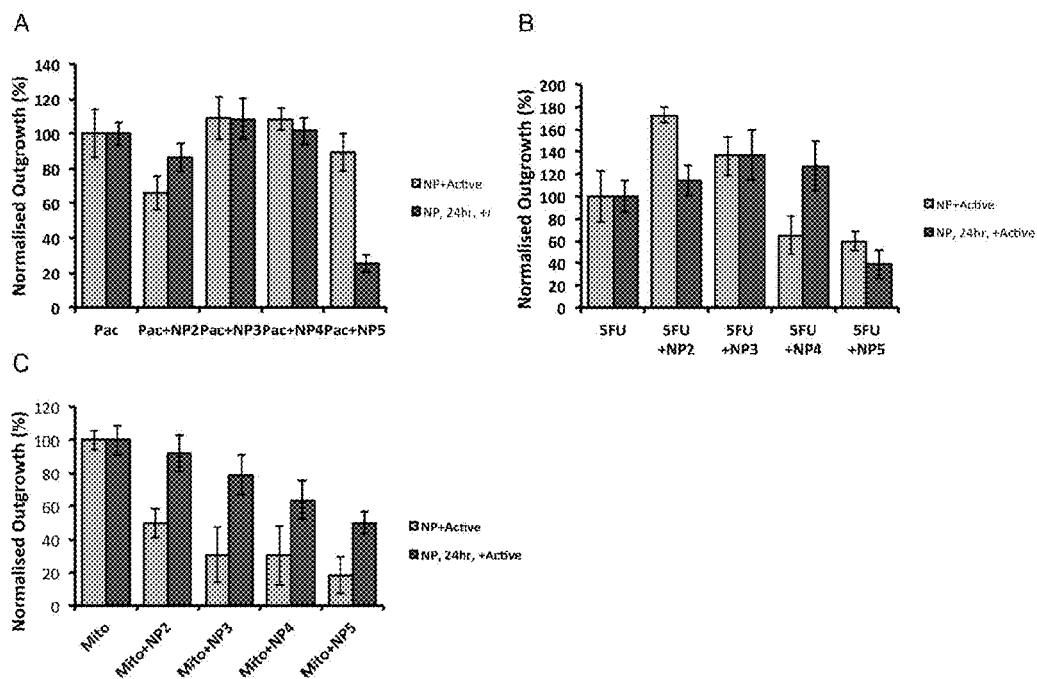 A
Normalised Outgrowth (%)
140
120
100
80
60
40
20
0
Pac
Pac+NP2
Pac+NP3
Pac+NP4
Pac+NP5
NP+Active
NP, 24hr, +/
B
Normalised Outgrowth (%)
200
180
160
140
120
100
80
60
40
20
0
5FU
5FU +NP2
5FU +NP3
5FU +NP4
5FU +NP5
NP+Active
NP, 24hr, +Active
C
Normalised Outgrowth (%)
120
100
80
60
40
20
0
Mito
Mito+NP2
Mito+NP3
Mito+NP4
Mito+NP5
NP+Active
NP, 24hr, +Active